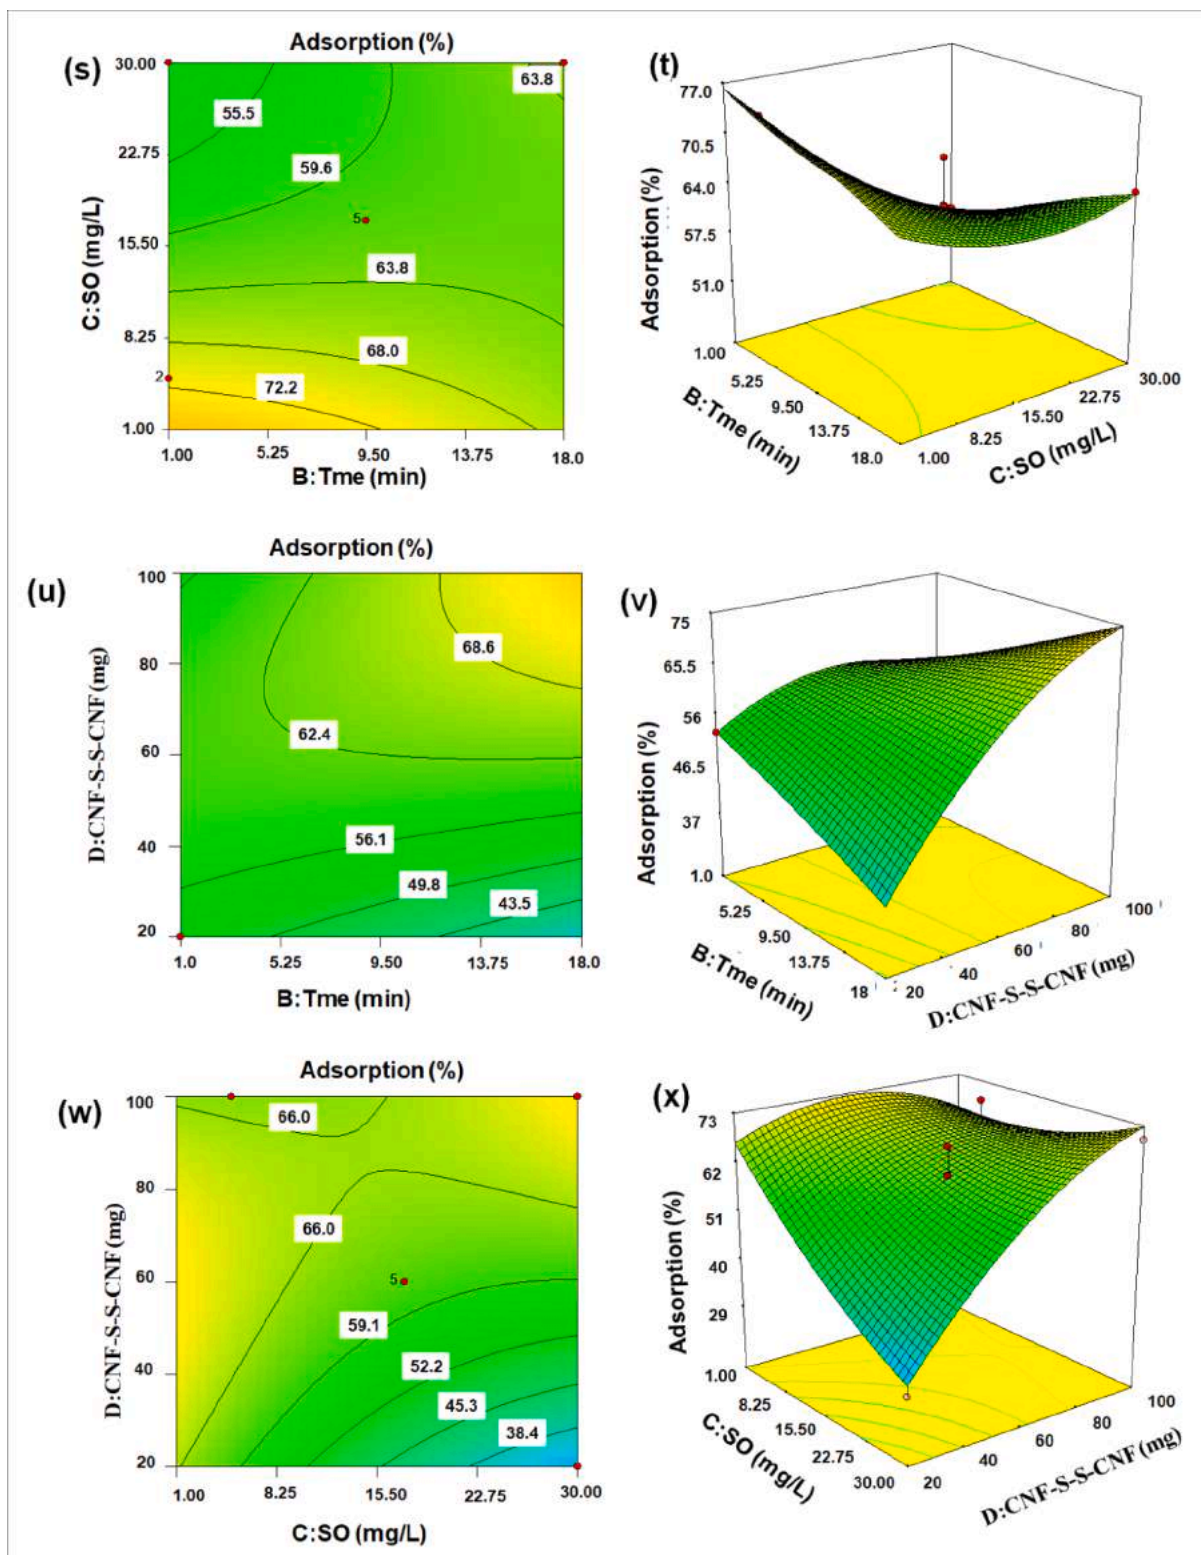 Adsorption (%)
(s)
30.00
63.8
55.5
22.75
59.6
5
C:SO (mg/L)
15.50
63.8
8.25
68.0
2
72.2
1.00
1.00 5.25 9.50 13.75 18.0
B:Tme (min)
(t)
77.0
70.5
64.0
57.5
51.0
Adsorption (%)
1.00
5.25
9.50
13.75
18.0
B:Tme (min)
1.00
8.25
15.50
22.75
30.00
C:SO (mg/L)
Adsorption (%)
(u)
100
80
68.6
62.4
60
D:CNF-S-S-CNF (mg)
56.1
40
49.8
43.5
20
1.0 5.25 9.50 13.75 18.0
B:Tme (min)
(v)
75
65.5
56
46.5
37
Adsorption (%)
1.0
5.25
9.50
13.75
18
B:Tme (min)
20
40
60
80
100
D:CNF-S-S-CNF (mg)
Adsorption (%)
(w)
100
66.0
80
66.0
60
5
D:CNF-S-S-CNF (mg)
59.1
40
52.2
45.3
38.4
20
1.00 8.25 15.50 22.75 30.00
C:SO (mg/L)
(x)
73
62
51
40
29
Adsorption (%)
1.00
8.25
15.50
22.75
30.00
C:SO (mg/L)
20
40
60
80
100
D:CNF-S-S-CNF (mg)